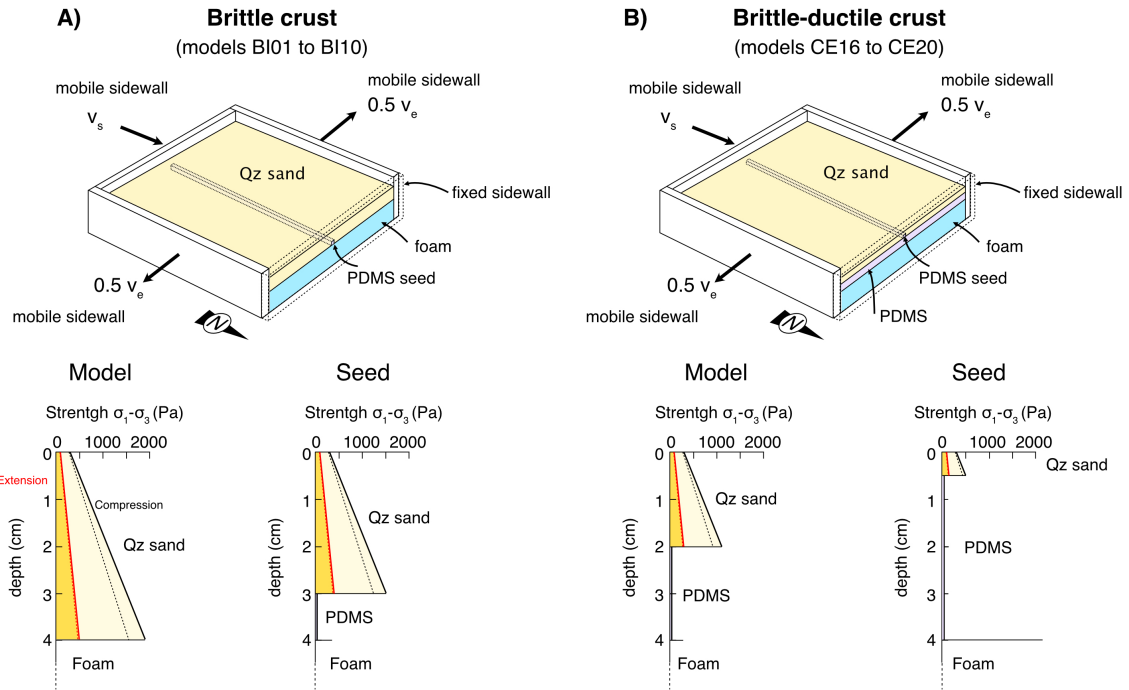 A) Brittle crust
(models BI01 to BI10)
mobile sidewall
vs
mobile sidewall
0.5 ve
Qz sand
fixed sidewall
foam
PDMS seed
0.5 ve
mobile sidewall
N
B) Brittle-ductile crust
(models CE16 to CE20)
mobile sidewall
vs
mobile sidewall
0.5 ve
Qz sand
fixed sidewall
foam
PDMS seed
PDMS
0.5 ve
mobile sidewall
N
Model
Strentgh σ1-σ3 (Pa)
0 1000 2000
0
Extension
1
Compression
2
Qz sand
3
4
depth (cm)
Foam
Seed
Strentgh σ1-σ3 (Pa)
0 1000 2000
0
1
Qz sand
2
3
PDMS
4
depth (cm)
Foam
Model
Strentgh σ1-σ3 (Pa)
0 1000 2000
0
1
Qz sand
2
3
PDMS
4
depth (cm)
Foam
Seed
Strentgh σ1-σ3 (Pa)
0 1000 2000
0
Qz sand
1
2
PDMS
3
4
depth (cm)
Foam